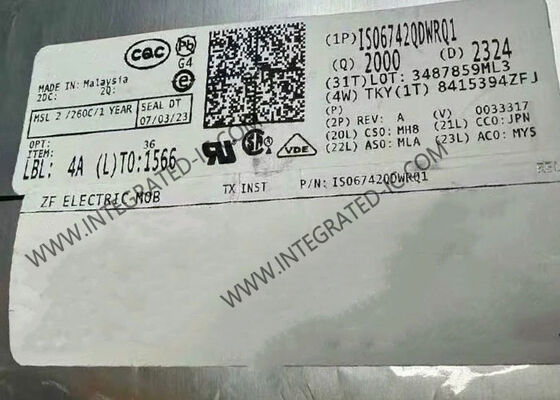 CQC
Pb
G4
e
MADE IN: Malaysia
2DC: 2Q:
MSL 2 /260C/1 YEAR
SEAL DT
07/03/23
OPT: 36
ITEM:
LBL: 4A (L)TO:1566
(1P) ISO6742QDWRQ1
(Q) 2000 (D) 2324
(31T)LOT: 3487859ML3
(4W) TKY(1T) 8415394ZFJ
(P)
(2P) REV: A (V) 0033317
(20L) CSO: MH8 (21L) CCO:JPN
(22L) ASO: MLA (23L) ACO: MYS
VDE
ZF ELECTRIC MOB
TX INST
P/N: ISO6742QDWRQ1
WWW.INTEGRATED-IC.COM
WWW.INTEGRATED-IC.COM
WWW.INTEGRATED-IC.COM